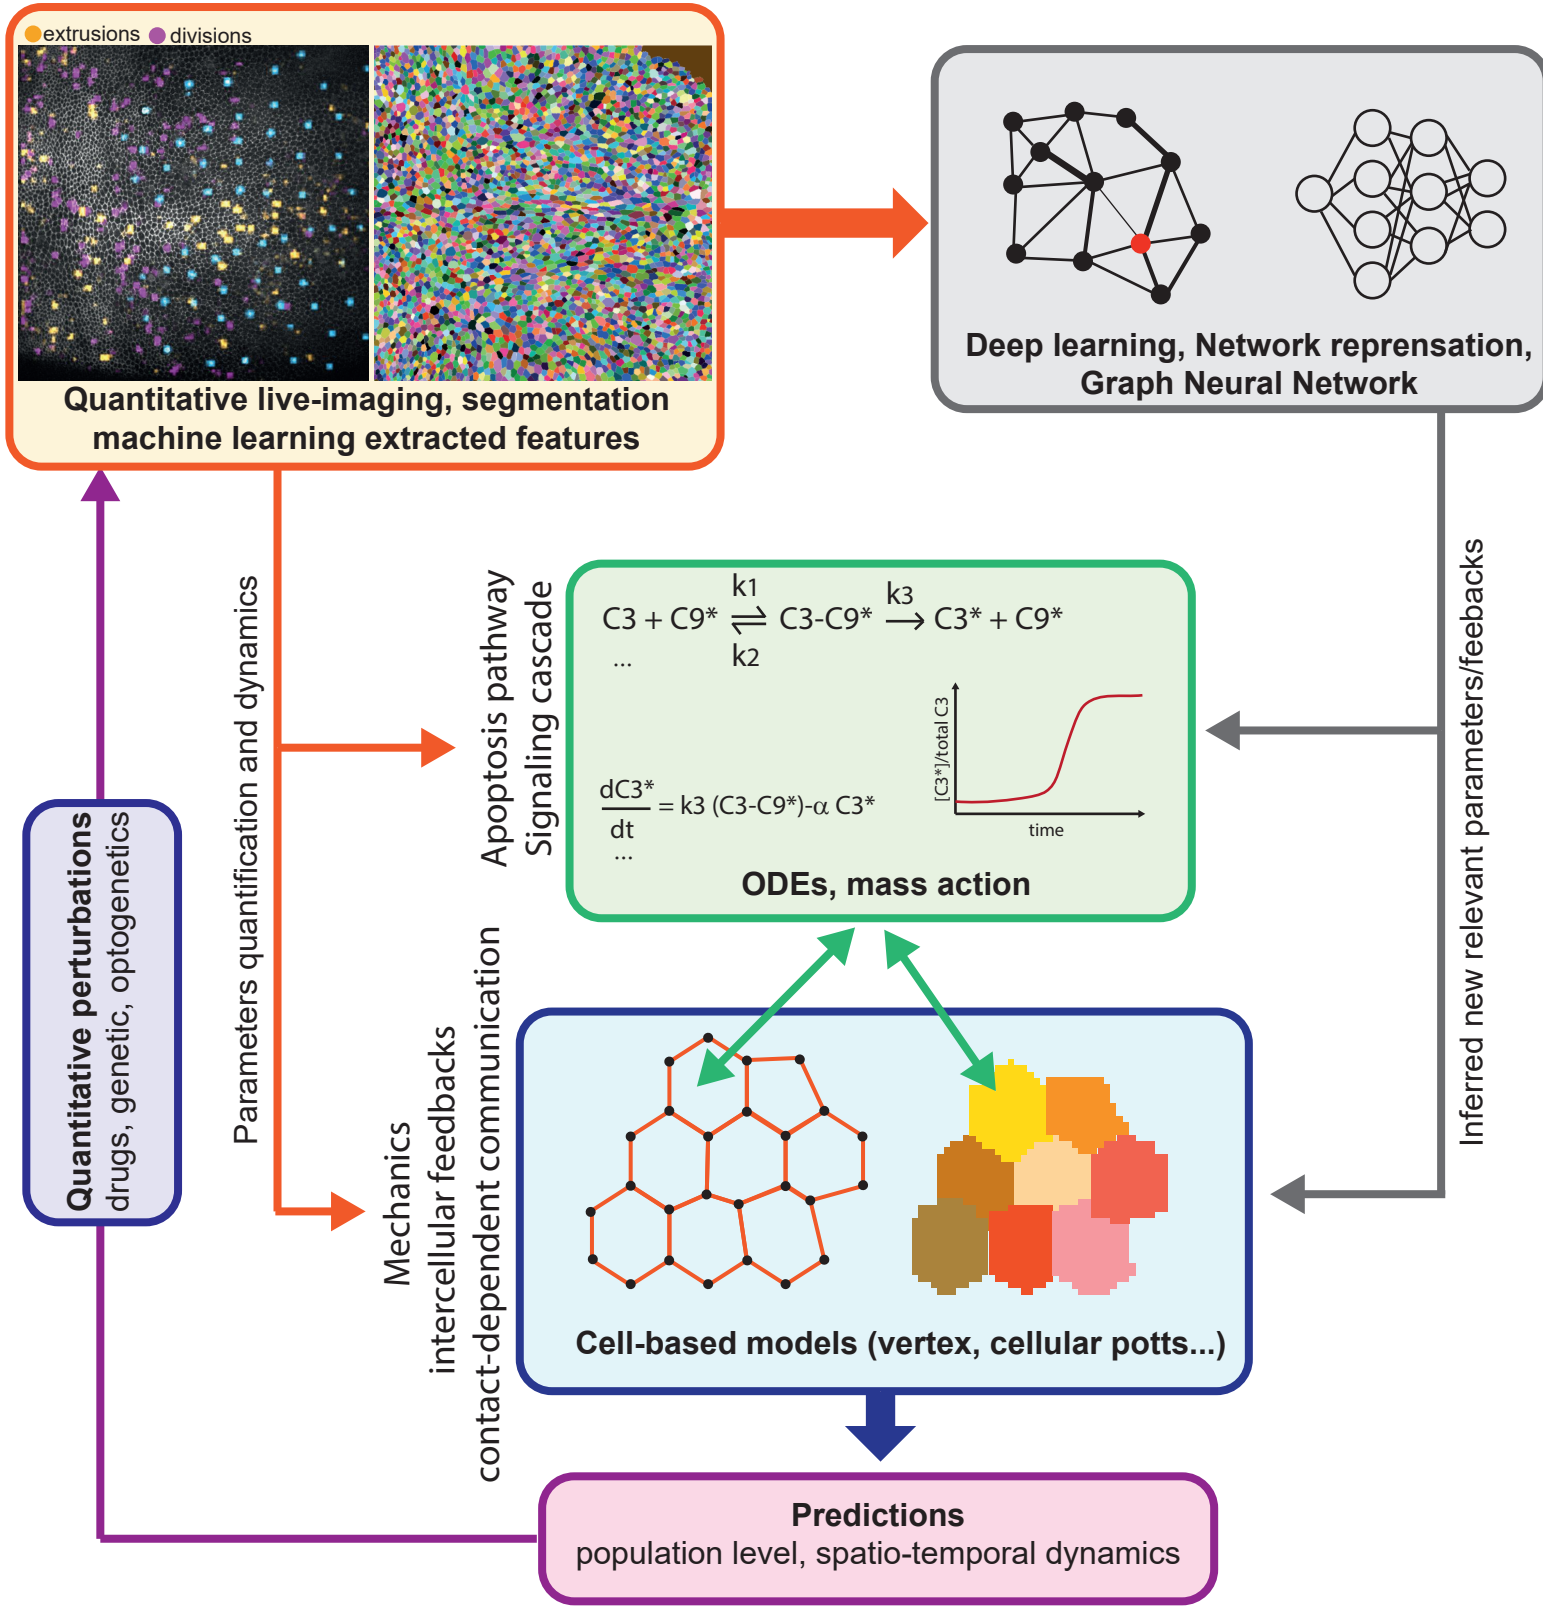 extrusions divisions
Quantitative live-imaging, segmentation
machine learning extracted features
Deep learning, Network reprensation,
Graph Neural Network
Parameters quantification and dynamics
Apoptosis pathway
Signaling cascade
k1
C3 + C9* ⇌ C3-C9* → C3* + C9*
k3
k2
...
[C3*]/total C3
time
dC3*
dt
= k3 (C3-C9*)-α C3*
...
ODEs, mass action
Inferred new relevant parameters/feebacks
Quantitative perturbations
drugs, genetic, optogenetics
Mechanics
intercellular feedbacks
contact-dependent communication
Cell-based models (vertex, cellular potts...)
Predictions
population level, spatio-temporal dynamics